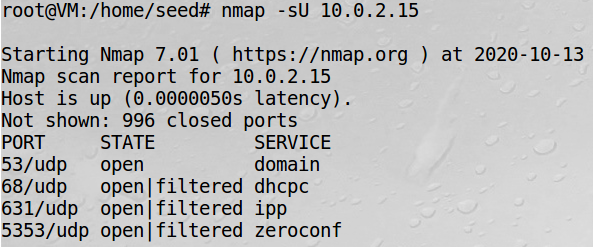 root@VM:/home/seed# nmap -sU 10.0.2.15

Starting Nmap 7.01 ( https://nmap.org ) at 2020-10-13
Nmap scan report for 10.0.2.15
Host is up (0.0000050s latency).
Not shown: 996 closed ports
PORT     STATE         SERVICE
53/udp   open          domain
68/udp   open|filtered dhcpc
631/udp  open|filtered ipp
5353/udp open|filtered zeroconf